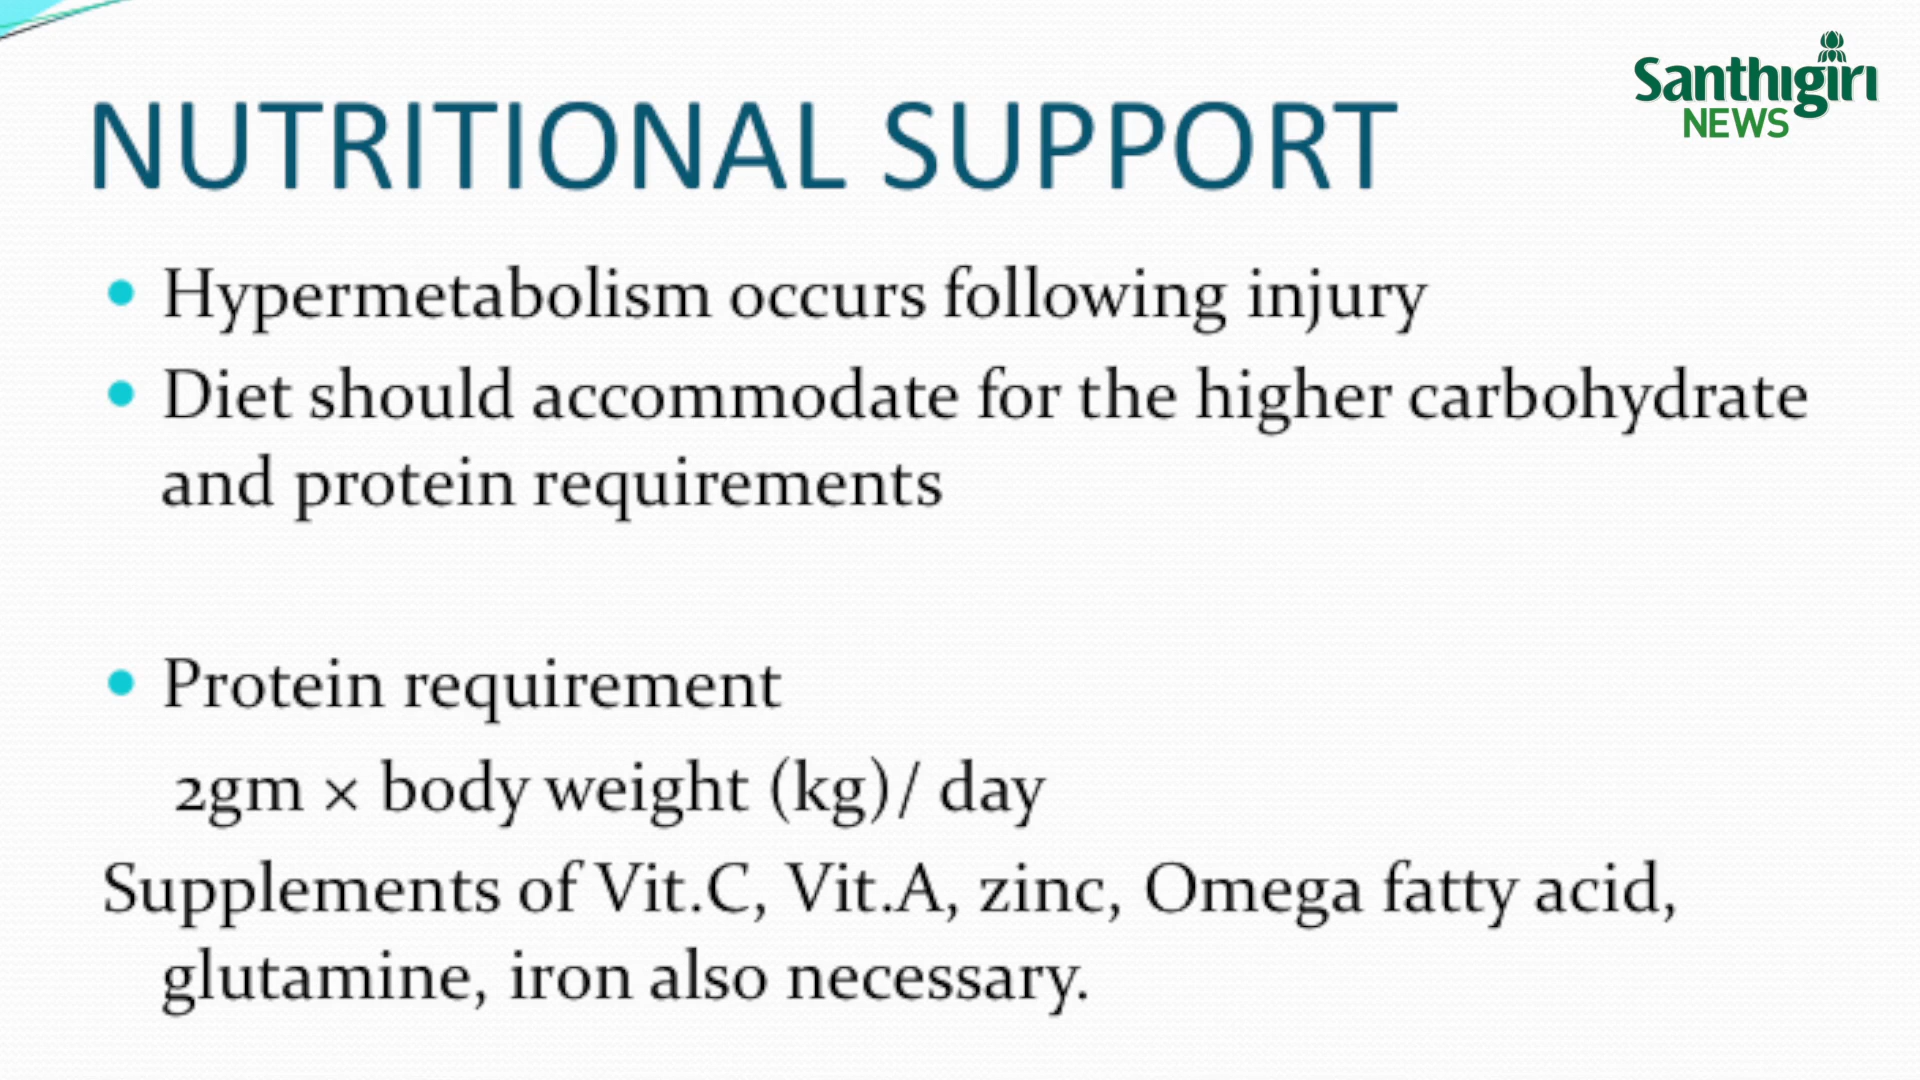 Santhigiri
NEWS
NUTRITIONAL SUPPORT
• Hypermetabolism occurs following injury
• Diet should accommodate for the higher carbohydrate
and protein requirements
• Protein requirement
2gm × body weight (kg)/ day
Supplements of Vit.C, Vit.A, zinc, Omega fatty acid,
glutamine, iron also necessary.